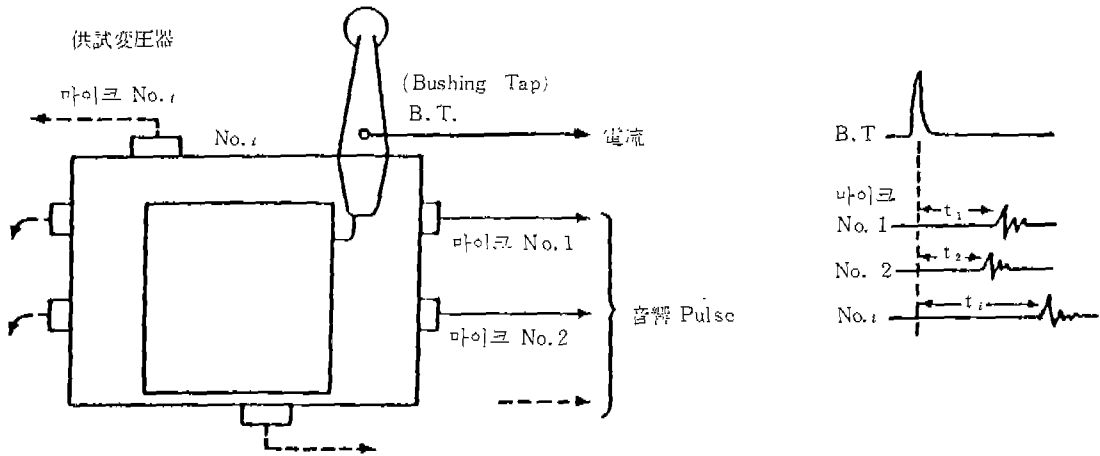 供試変圧器
마이크 No.i
No.i
(Bushing Tap)
B.T.
電流
마이크 No.1
마이크 No.2
音響 Pulse
B.T
마이크
No. 1
t₁
No. 2
t₂
No.i
tᵢ